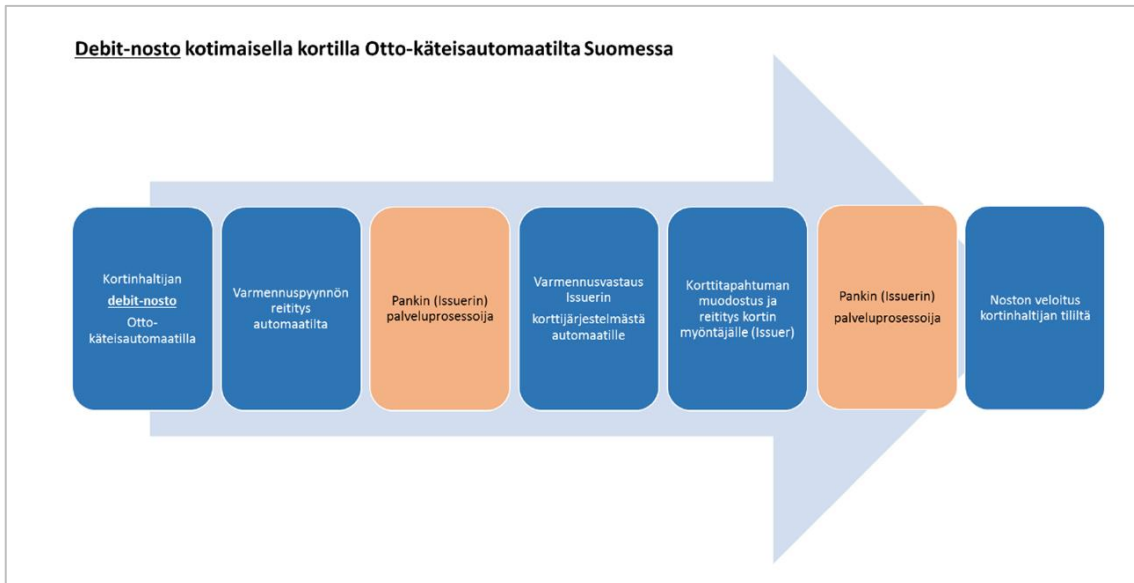 Debit-nosto kotimaisella kortilla Otto-käteisautomaatilta Suomessa
Kortinhaltijan
debit-nosto
Otto-
käteisautomaatilla
Varmennuspyynnön
reititys
automaatilta
Pankin (Issuerin)
palveluprosessoija
Varmennusvastaus
Issuerin
korttijärjestelmästä
automaatille
Korttitapahtuman
muodostus ja
reititys kortin
myöntäjälle (Issuer)
Pankin (Issuerin)
palveluprosessoija
Noston veloitus
kortinhaltijan tililtä